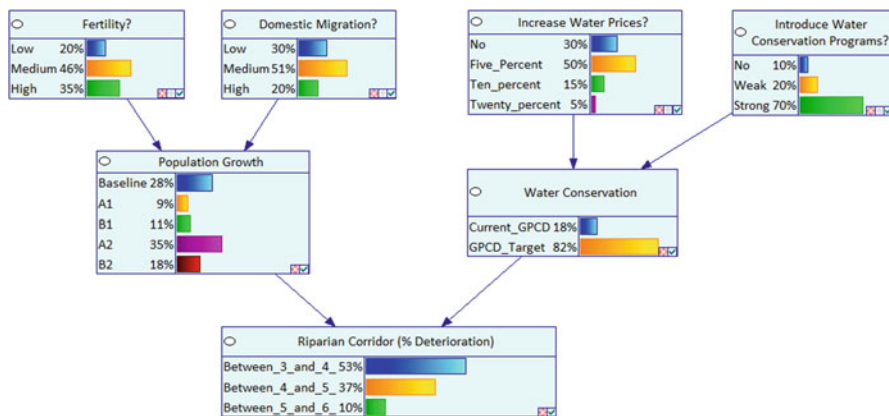 Fertility?
Low 20%
Medium 46%
High 35%
Domestic Migration?
Low 30%
Medium 51%
High 20%
Increase Water Prices?
No 30%
Five_Percent 50%
Ten_percent 15%
Twenty_percent 5%
Introduce Water
Conservation Programs?
No 10%
Weak 20%
Strong 70%
Population Growth
Baseline 28%
A1 9%
B1 11%
A2 35%
B2 18%
Water Conservation
Current_GPCD 18%
GPCD_Target 82%
Riparian Corridor (% Deterioration)
Between_3_and_4_ 53%
Between_4_and_5_ 37%
Between_5_and_6_ 10%